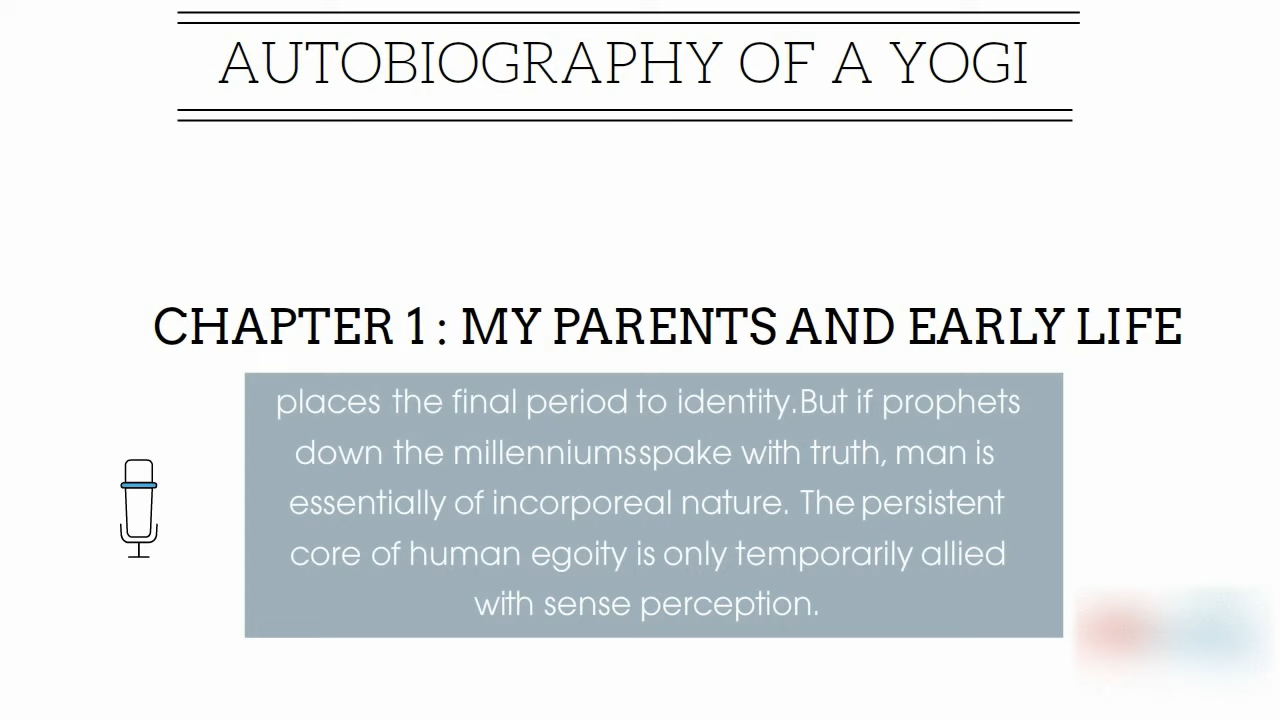 AUTOBIOGRAPHY OF A YOGI
CHAPTER 1 : MY PARENTS AND EARLY LIFE
places the final period to identity.But if prophets
down the millenniumsspake with truth, man is
essentially of incorporeal nature. The persistent
core of human egoity is only temporarily allied
with sense perception.